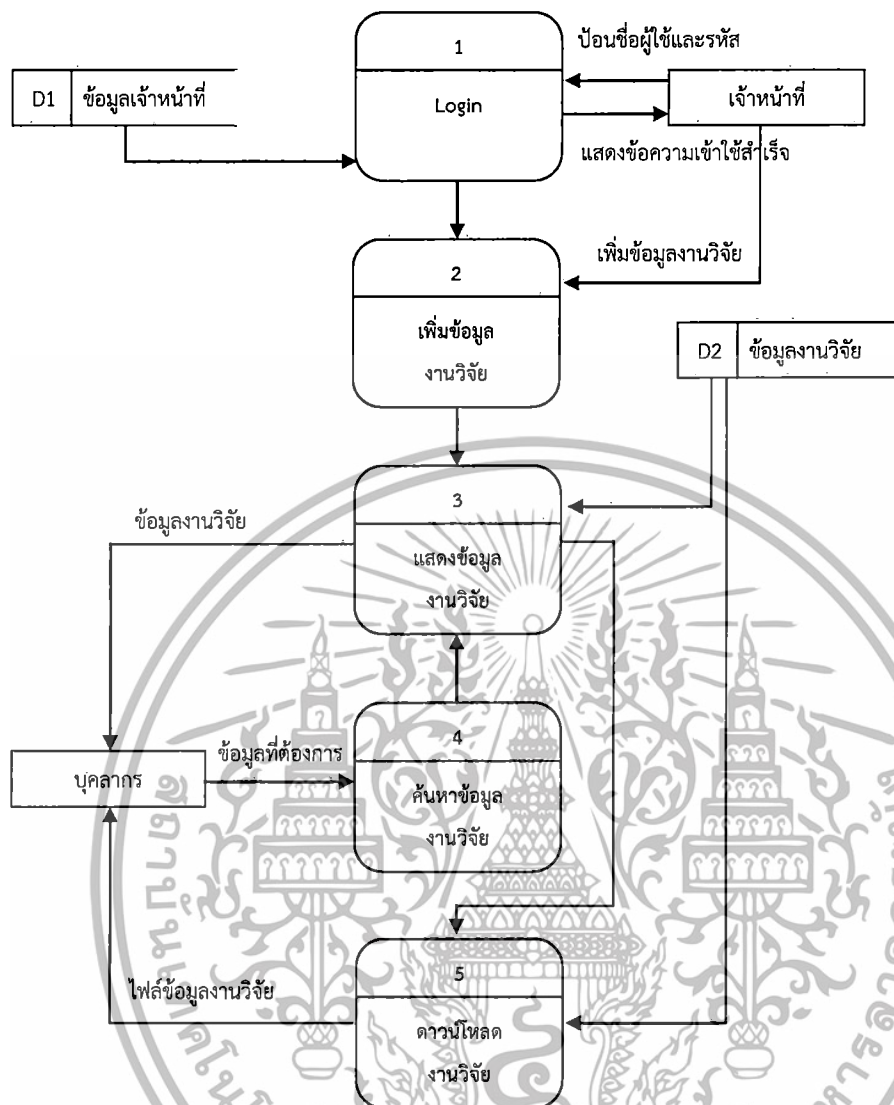 1
ป้อนชื่อผู้ใช้และรหัส
D1 ข้อมูลเจ้าหน้าที่
Login
เจ้าหน้าที่
แสดงข้อความเข้าใช้สำเร็จ
2
เพิ่มข้อมูลงานวิจัย
เพิ่มข้อมูล
งานวิจัย
D2 ข้อมูลงานวิจัย
3
ข้อมูลงานวิจัย
แสดงข้อมูล
งานวิจัย
4
ข้อมูลที่ต้องการ
บุคลากร
ค้นหาข้อมูล
งานวิจัย
5
ไฟล์ข้อมูลงานวิจัย
ดาวน์โหลด
งานวิจัย